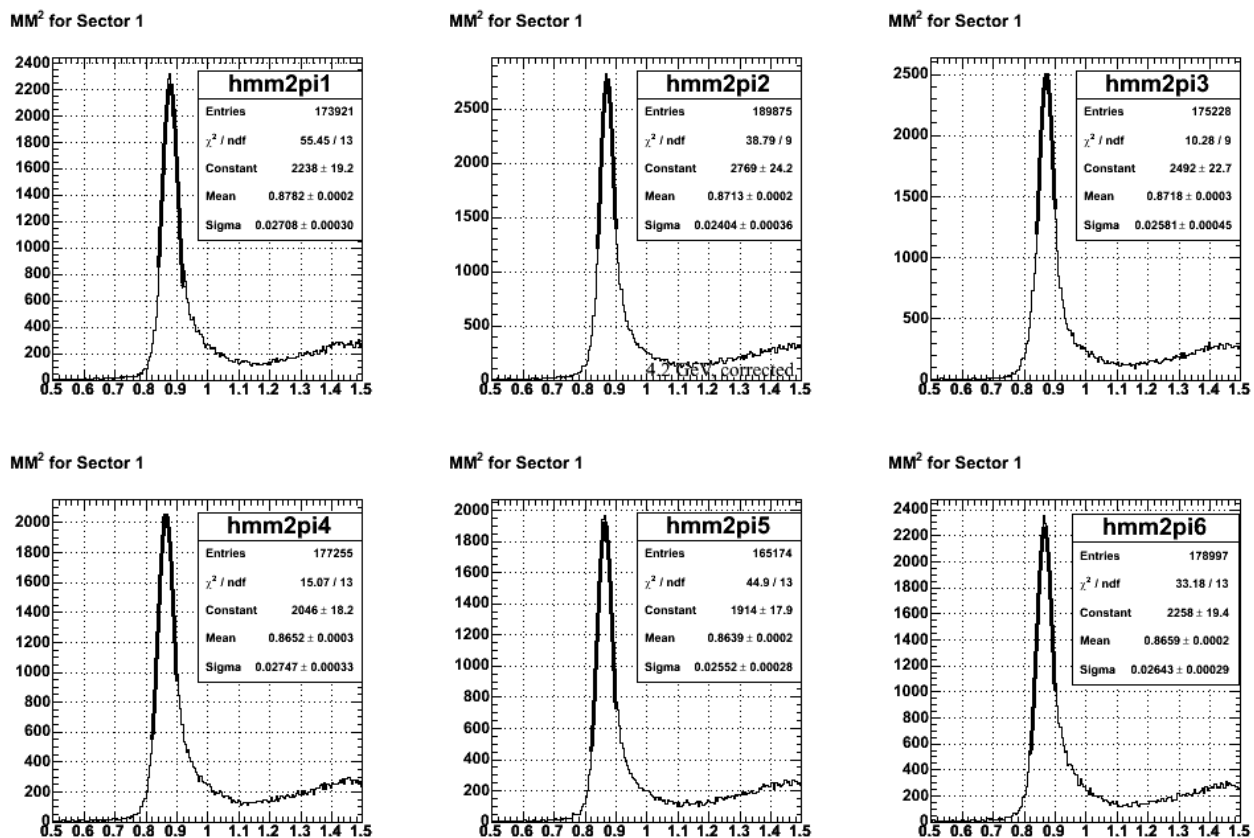 MM² for Sector 1
MM² for Sector 1
MM² for Sector 1
hmm2pi1
Entries 173921
χ² / ndf 55.45 / 13
Constant 2238 ± 19.2
Mean 0.8782 ± 0.0002
Sigma 0.02708 ± 0.00030
2400
2200
2000
1800
1600
1400
1200
1000
800
600
400
200
0
0.5 0.6 0.7 0.8 0.9 1 1.1 1.2 1.3 1.4 1.5
hmm2pi2
Entries 189875
χ² / ndf 38.79 / 9
Constant 2769 ± 24.2
Mean 0.8713 ± 0.0002
Sigma 0.02404 ± 0.00036
2500
2000
1500
1000
500
0
4.2 GeV, corrected
0.5 0.6 0.7 0.8 0.9 1 1.1 1.2 1.3 1.4 1.5
hmm2pi3
Entries 175228
χ² / ndf 10.28 / 9
Constant 2492 ± 22.7
Mean 0.8718 ± 0.0003
Sigma 0.02581 ± 0.00045
2500
2000
1500
1000
500
0
0.5 0.6 0.7 0.8 0.9 1 1.1 1.2 1.3 1.4 1.5
MM² for Sector 1
MM² for Sector 1
MM² for Sector 1
hmm2pi4
Entries 177255
χ² / ndf 15.07 / 13
Constant 2046 ± 18.2
Mean 0.8652 ± 0.0003
Sigma 0.02747 ± 0.00033
2000
1800
1600
1400
1200
1000
800
600
400
200
0
0.5 0.6 0.7 0.8 0.9 1 1.1 1.2 1.3 1.4 1.5
hmm2pi5
Entries 165174
χ² / ndf 44.9 / 13
Constant 1914 ± 17.9
Mean 0.8639 ± 0.0002
Sigma 0.02552 ± 0.00028
2000
1800
1600
1400
1200
1000
800
600
400
200
0
0.5 0.6 0.7 0.8 0.9 1 1.1 1.2 1.3 1.4 1.5
hmm2pi6
Entries 178997
χ² / ndf 33.18 / 13
Constant 2258 ± 19.4
Mean 0.8659 ± 0.0002
Sigma 0.02643 ± 0.00029
2400
2200
2000
1800
1600
1400
1200
1000
800
600
400
200
0
0.5 0.6 0.7 0.8 0.9 1 1.1 1.2 1.3 1.4 1.5